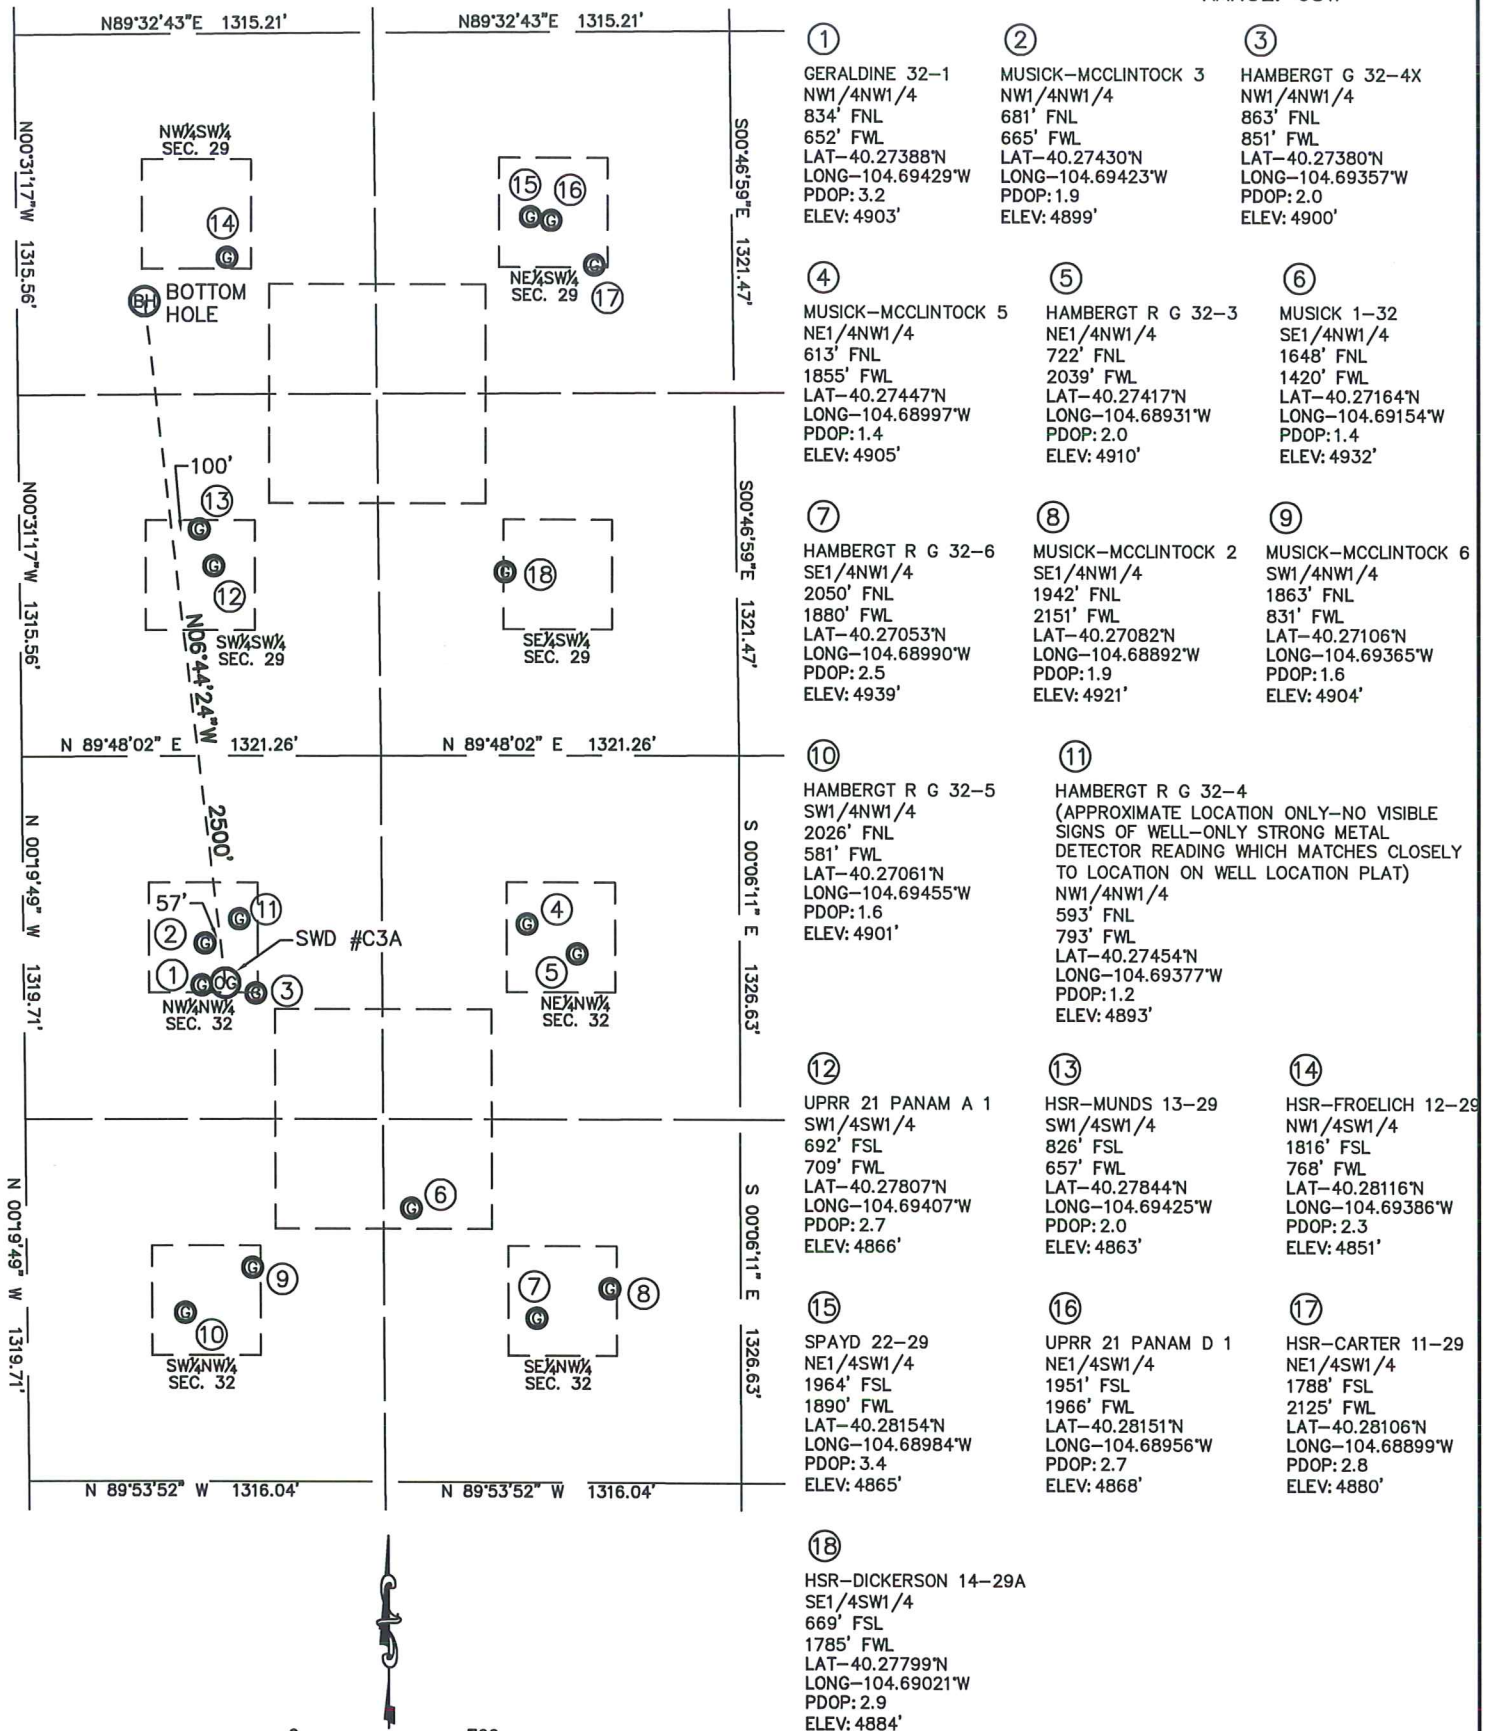 N89°32'43"E 1315.21'
N89°32'43"E 1315.21'
N00°31'17"W 1315.56'
S00°46'59"E 1321.47'
NW¼SW¼
SEC. 29
14
G
BH
BOTTOM
HOLE
15
16
G
G
G
NE¼SW¼
SEC. 29
17
N00°31'17"W 1315.56'
S00°46'59"E 1321.47'
100'
13
G
G
12
SW¼SW¼
SEC. 29
G
18
SE¼SW¼
SEC. 29
N06°44'24"W
2500'
N 89°48'02" E 1321.26'
N 89°48'02" E 1321.26'
N 00°19'49" W 1319.71'
S 00°06'11" E 1326.63'
57'
11
G
2
G
SWD #C3A
1
G
OG
G
3
NW¼NW¼
SEC. 32
G
4
G
5
NE¼NW¼
SEC. 32
N 00°19'49" W 1319.71'
S 00°06'11" E 1326.63'
G
6
G
9
G
10
SW¼NW¼
SEC. 32
7
G
G
8
SE¼NW¼
SEC. 32
N 89°53'52" W 1316.04'
N 89°53'52" W 1316.04'
1
GERALDINE 32-1
NW1/4NW1/4
834' FNL
652' FWL
LAT-40.27388°N
LONG-104.69429°W
PDOP: 3.2
ELEV: 4903'
2
MUSICK-MCCLINTOCK 3
NW1/4NW1/4
681' FNL
665' FWL
LAT-40.27430°N
LONG-104.69423°W
PDOP: 1.9
ELEV: 4899'
3
HAMBERGT G 32-4X
NW1/4NW1/4
863' FNL
851' FWL
LAT-40.27380°N
LONG-104.69357°W
PDOP: 2.0
ELEV: 4900'
4
MUSICK-MCCLINTOCK 5
NE1/4NW1/4
613' FNL
1855' FWL
LAT-40.27447°N
LONG-104.68997°W
PDOP: 1.4
ELEV: 4905'
5
HAMBERGT R G 32-3
NE1/4NW1/4
722' FNL
2039' FWL
LAT-40.27417°N
LONG-104.68931°W
PDOP: 2.0
ELEV: 4910'
6
MUSICK 1-32
SE1/4NW1/4
1648' FNL
1420' FWL
LAT-40.27164°N
LONG-104.69154°W
PDOP: 1.4
ELEV: 4932'
7
HAMBERGT R G 32-6
SE1/4NW1/4
2050' FNL
1880' FWL
LAT-40.27053°N
LONG-104.68990°W
PDOP: 2.5
ELEV: 4939'
8
MUSICK-MCCLINTOCK 2
SE1/4NW1/4
1942' FNL
2151' FWL
LAT-40.27082°N
LONG-104.68892°W
PDOP: 1.9
ELEV: 4921'
9
MUSICK-MCCLINTOCK 6
SW1/4NW1/4
1863' FNL
831' FWL
LAT-40.27106°N
LONG-104.69365°W
PDOP: 1.6
ELEV: 4904'
10
HAMBERGT R G 32-5
SW1/4NW1/4
2026' FNL
581' FWL
LAT-40.27061°N
LONG-104.69455°W
PDOP: 1.6
ELEV: 4901'
11
HAMBERGT R G 32-4
(APPROXIMATE LOCATION ONLY-NO VISIBLE
SIGNS OF WELL-ONLY STRONG METAL
DETECTOR READING WHICH MATCHES CLOSELY
TO LOCATION ON WELL LOCATION PLAT)
NW1/4NW1/4
593' FNL
793' FWL
LAT-40.27454°N
LONG-104.69377°W
PDOP: 1.2
ELEV: 4893'
12
UPRR 21 PANAM A 1
SW1/4SW1/4
692' FSL
709' FWL
LAT-40.27807°N
LONG-104.69407°W
PDOP: 2.7
ELEV: 4866'
13
HSR-MUNDS 13-29
SW1/4SW1/4
826' FSL
657' FWL
LAT-40.27844°N
LONG-104.69425°W
PDOP: 2.0
ELEV: 4863'
14
HSR-FROELICH 12-29
NW1/4SW1/4
1816' FSL
768' FWL
LAT-40.28116°N
LONG-104.69386°W
PDOP: 2.3
ELEV: 4851'
15
SPAYD 22-29
NE1/4SW1/4
1964' FSL
1890' FWL
LAT-40.28154°N
LONG-104.68984°W
PDOP: 3.4
ELEV: 4865'
16
UPRR 21 PANAM D 1
NE1/4SW1/4
1951' FSL
1966' FWL
LAT-40.28151°N
LONG-104.68956°W
PDOP: 2.7
ELEV: 4868'
17
HSR-CARTER 11-29
NE1/4SW1/4
1788' FSL
2125' FWL
LAT-40.28106°N
LONG-104.68899°W
PDOP: 2.8
ELEV: 4880'
18
HSR-DICKERSON 14-29A
SE1/4SW1/4
669' FSL
1785' FWL
LAT-40.27799°N
LONG-104.69021°W
PDOP: 2.9
ELEV: 4884'